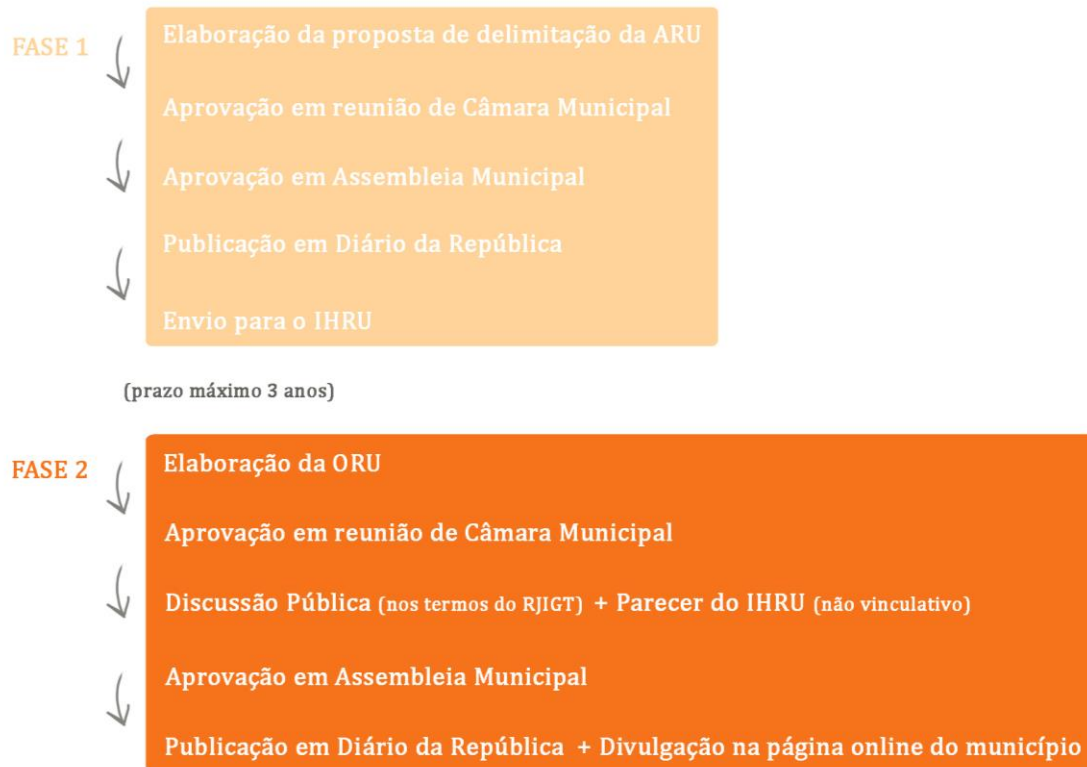 FASE 1
Elaboração da proposta de delimitação da ARU
Aprovação em reunião de Câmara Municipal
Aprovação em Assembleia Municipal
Publicação em Diário da República
Envio para o IHRU
(prazo máximo 3 anos)
FASE 2
Elaboração da ORU
Aprovação em reunião de Câmara Municipal
Discussão Pública (nos termos do RJIGT) + Parecer do IHRU (não vinculativo)
Aprovação em Assembleia Municipal
Publicação em Diário da República + Divulgação na página online do município